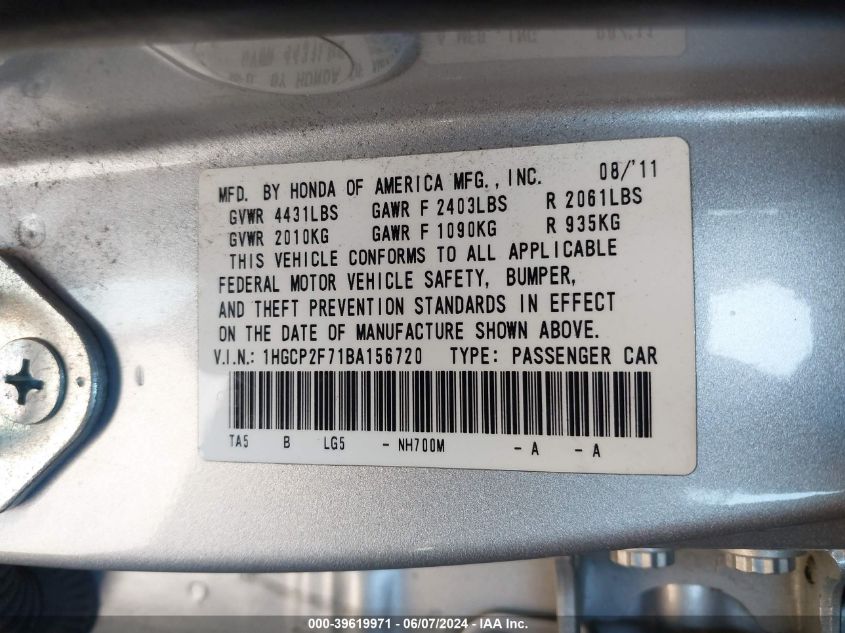 MFD. BY HONDA OF AMERICA MFG., INC. 08/'11
GVWR 4431LBS GAWR F 2403LBS R 2061LBS
GVWR 2010KG GAWR F 1090KG R 935KG
THIS VEHICLE CONFORMS TO ALL APPLICABLE
FEDERAL MOTOR VEHICLE SAFETY, BUMPER,
AND THEFT PREVENTION STANDARDS IN EFFECT
ON THE DATE OF MANUFACTURE SHOWN ABOVE.
V.I.N.: 1HGCP2F71BA156720 TYPE: PASSENGER CAR
TA5 B LG5 - NH700M - A - A
000-39619971 - 06/07/2024 - IAA Inc.